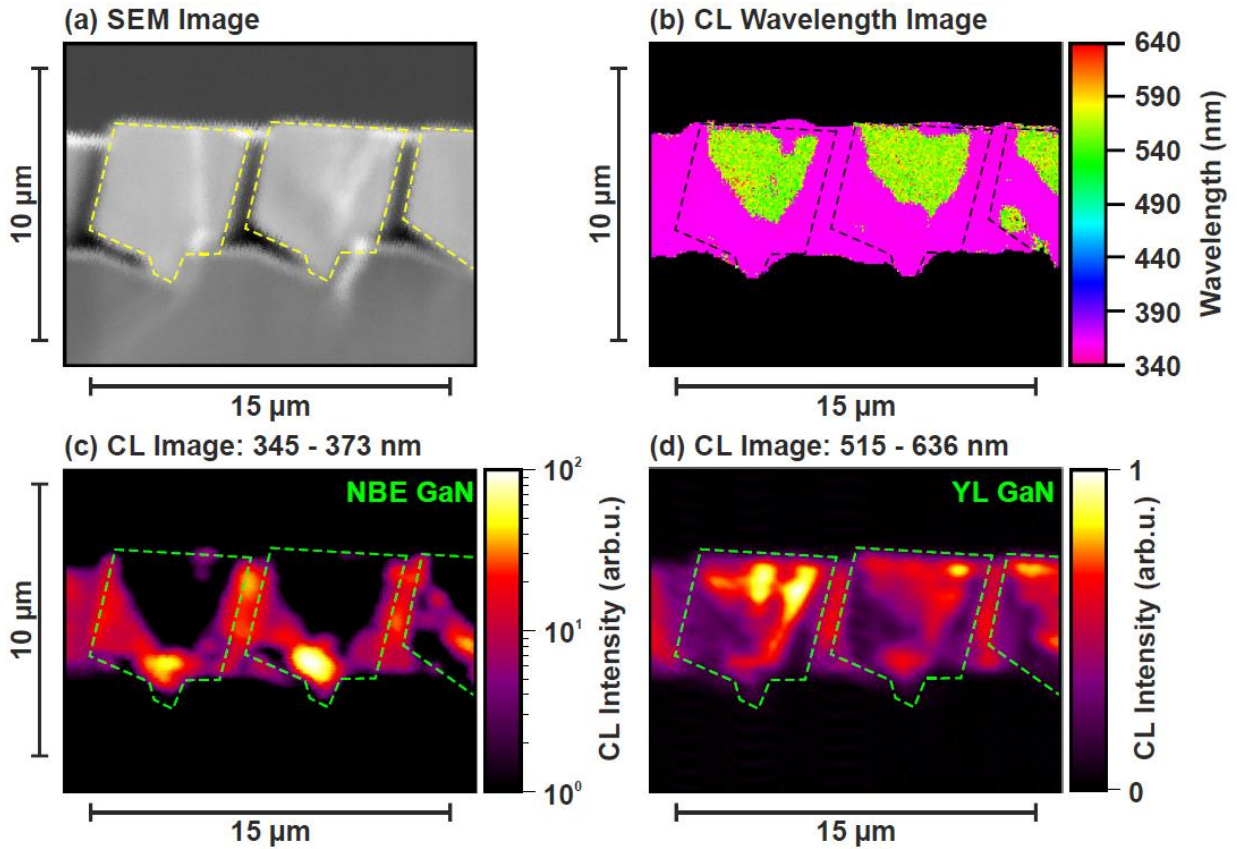 (a) SEM Image
10 µm
15 µm
(b) CL Wavelength Image
10 µm
15 µm
640
590
540
490
440
390
340
Wavelength (nm)
(c) CL Image: 345 - 373 nm
NBE GaN
10 µm
15 µm
10²
10¹
10⁰
CL Intensity (arb.u.)
(d) CL Image: 515 - 636 nm
YL GaN
15 µm
1
0
CL Intensity (arb.u.)